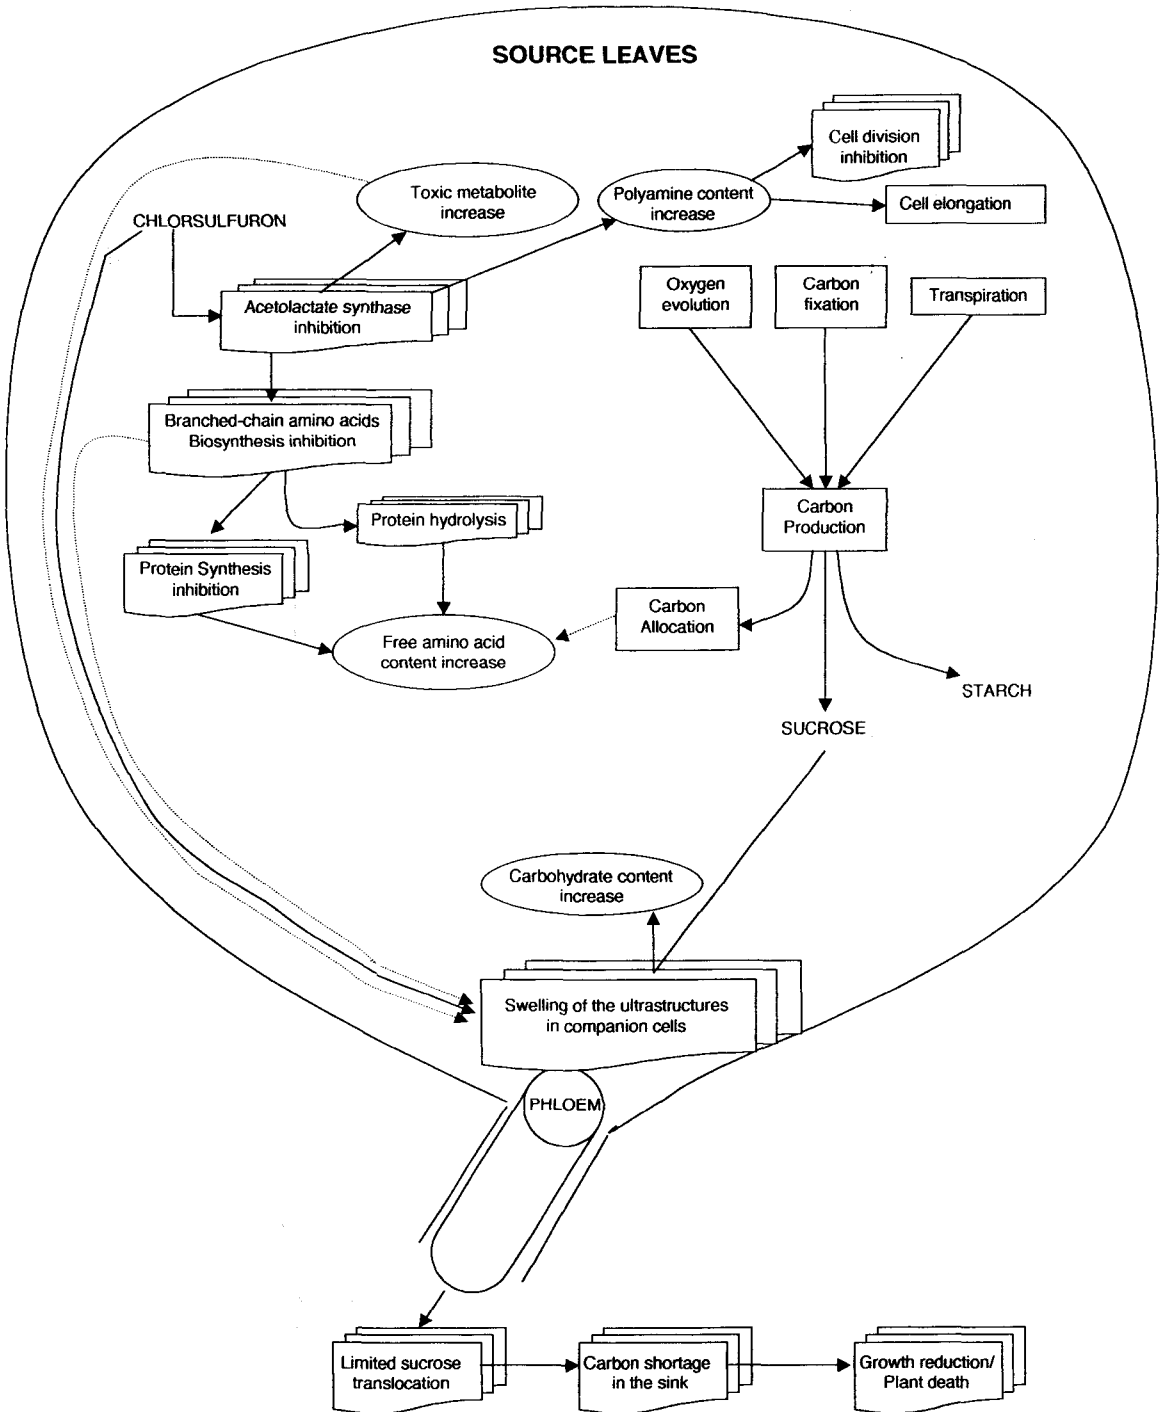 SOURCE LEAVES
Cell division
inhibition
Toxic metabolite
increase
Polyamine content
increase
Cell elongation
CHLORSULFURON
Oxygen
evolution
Carbon
fixation
Transpiration
Acetolactate synthase
inhibition
Branched-chain amino acids
Biosynthesis inhibition
Protein hydrolysis
Carbon
Production
Protein Synthesis
inhibition
Carbon
Allocation
Free amino acid
content increase
STARCH
SUCROSE
Carbohydrate content
increase
Swelling of the ultrastructures
in companion cells
PHLOEM
Limited sucrose
translocation
Carbon shortage
in the sink
Growth reduction/
Plant death